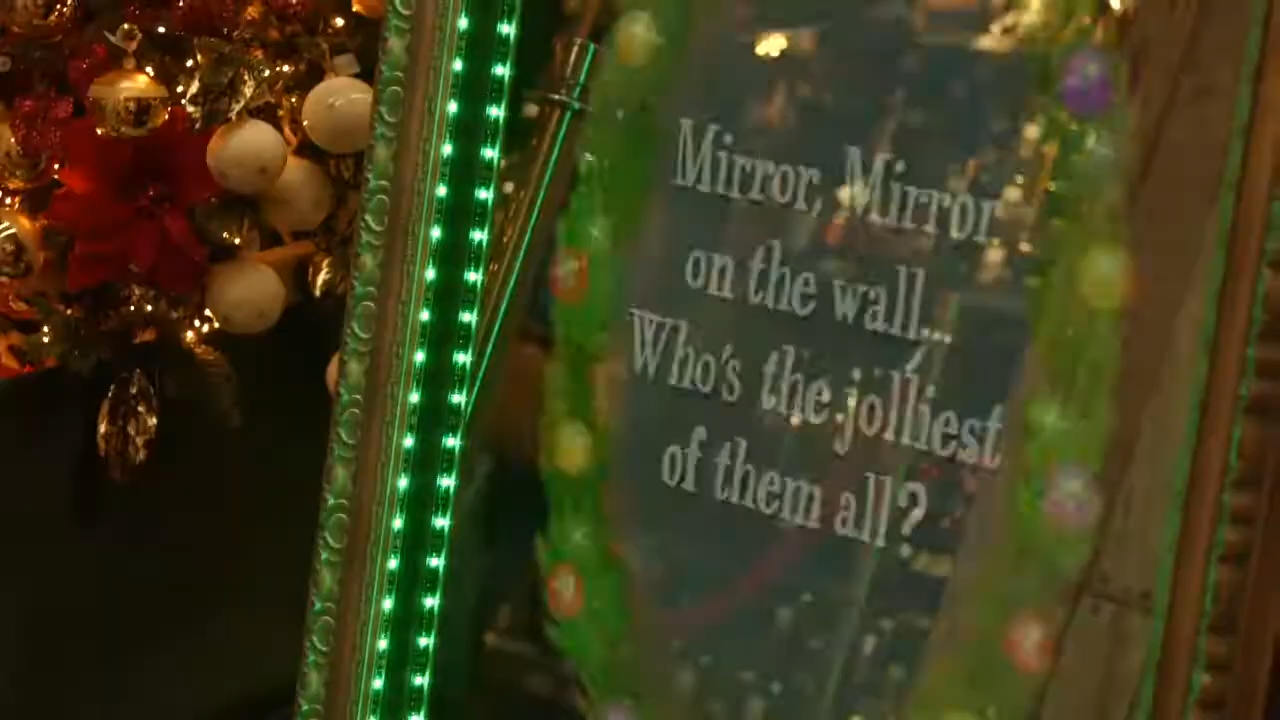 Mirror, Mirror
on the wall...
Who's the jolliest
of them all?